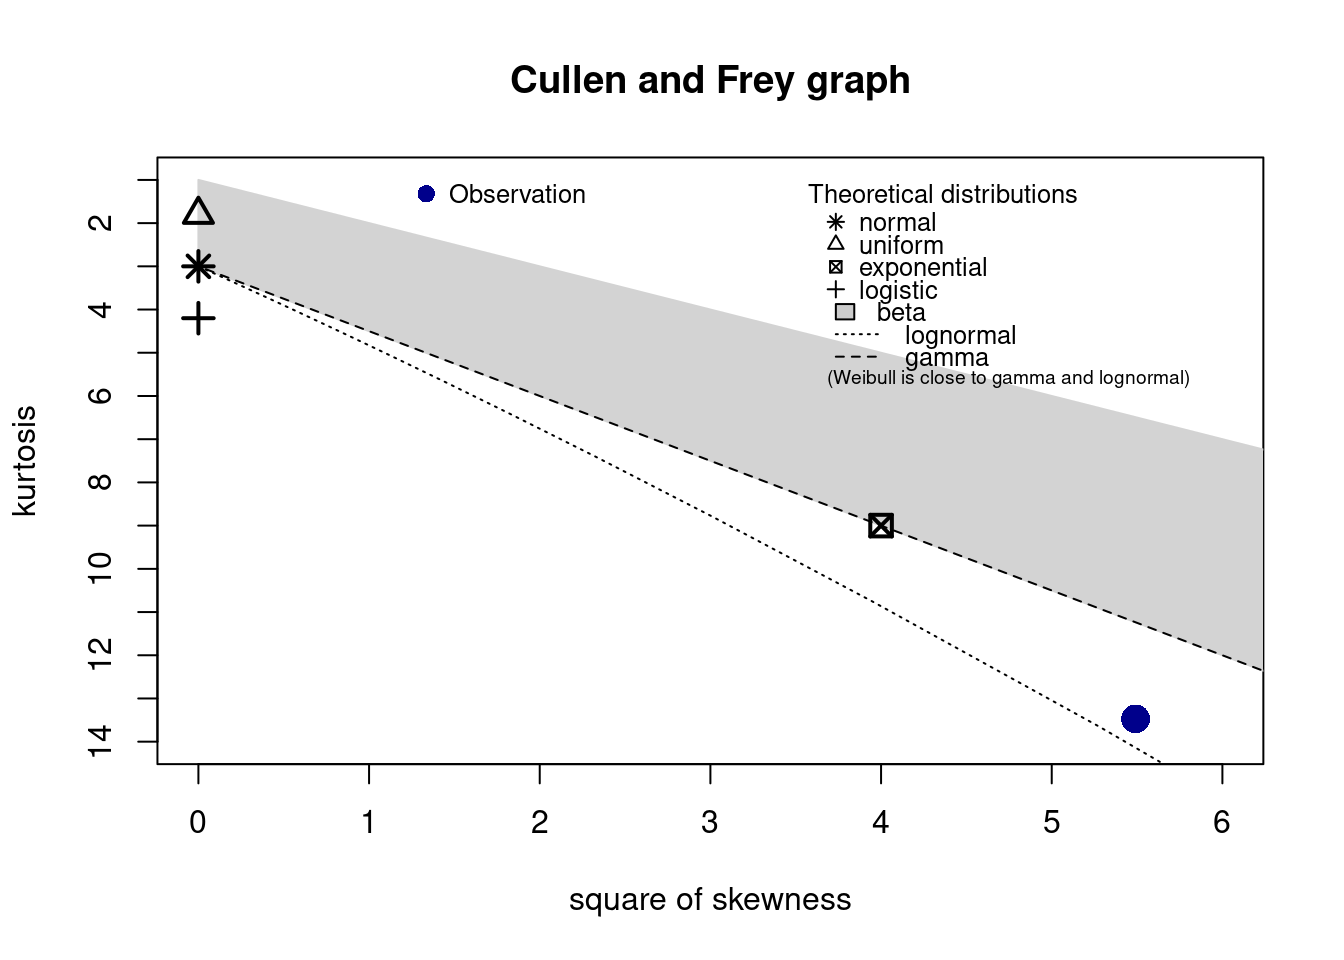 Cullen and Frey graph
Observation
Theoretical distributions
normal
uniform
exponential
logistic
beta
lognormal
gamma
(Weibull is close to gamma and lognormal)
kurtosis
2
4
6
8
10
12
14
0 1 2 3 4 5 6
square of skewness